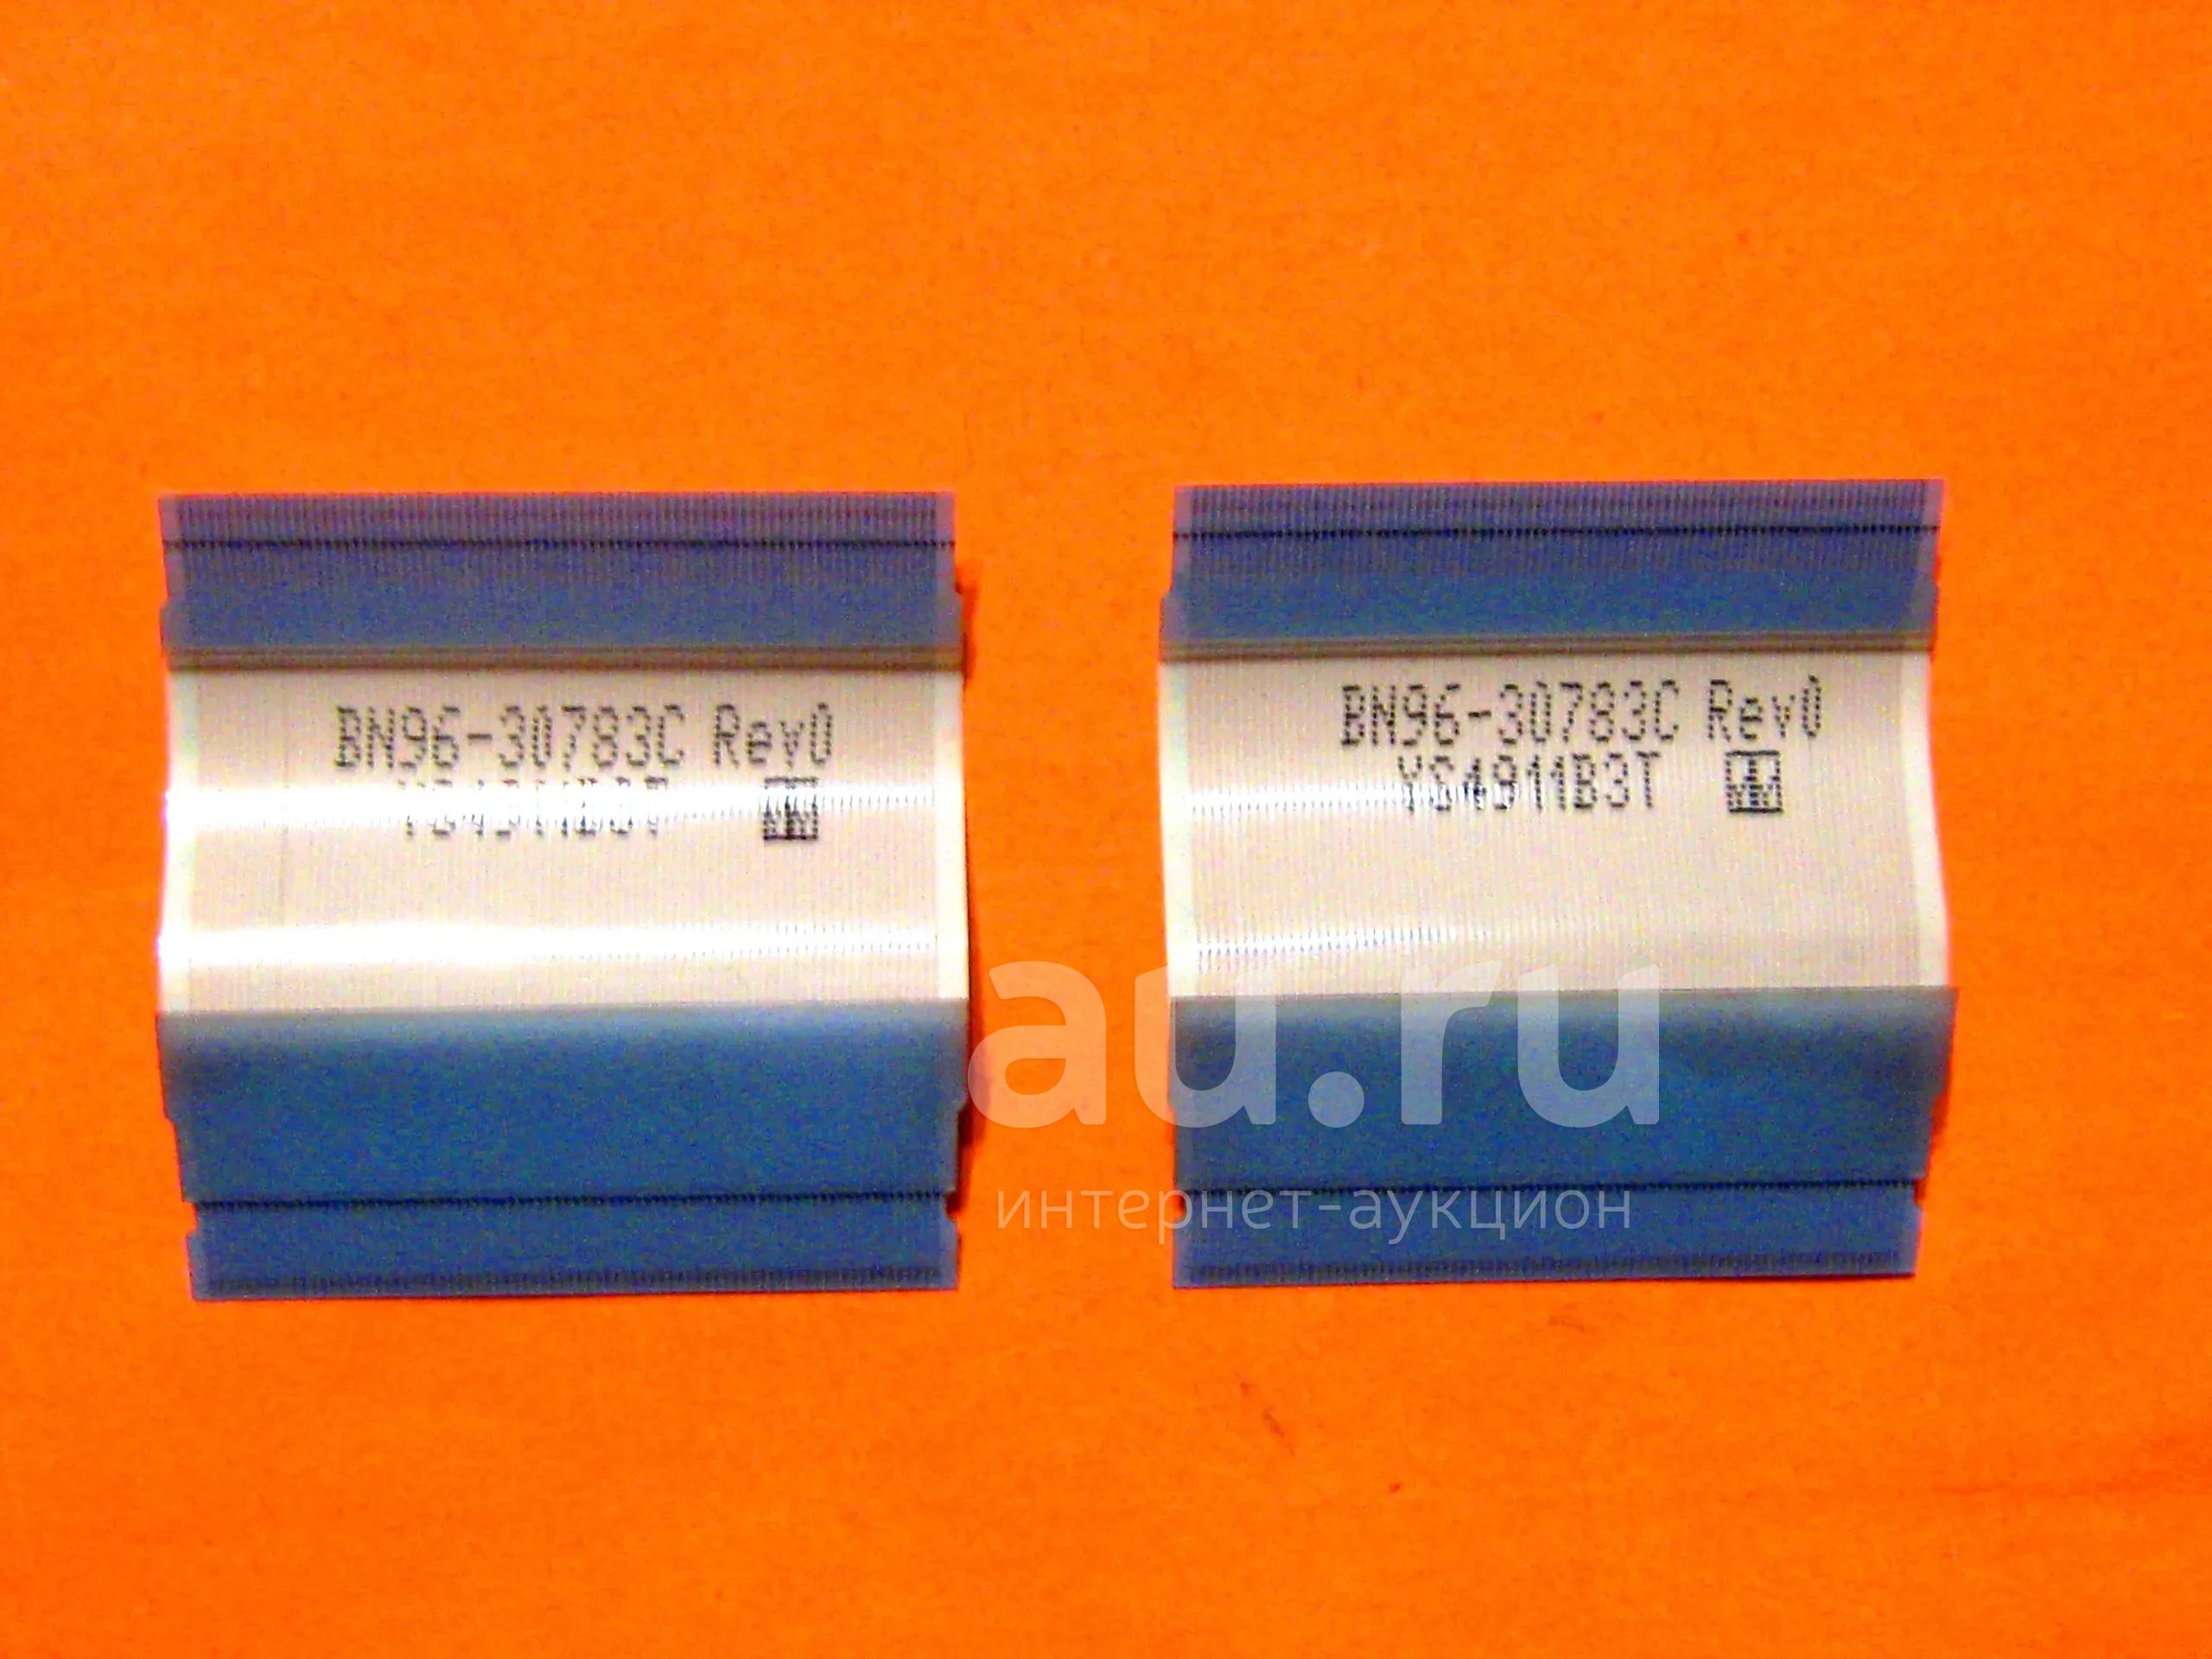 BN96-30783C Rev0
BN96-30783C Rev0
YS4911B3T
au.ru
интернет-аукцион